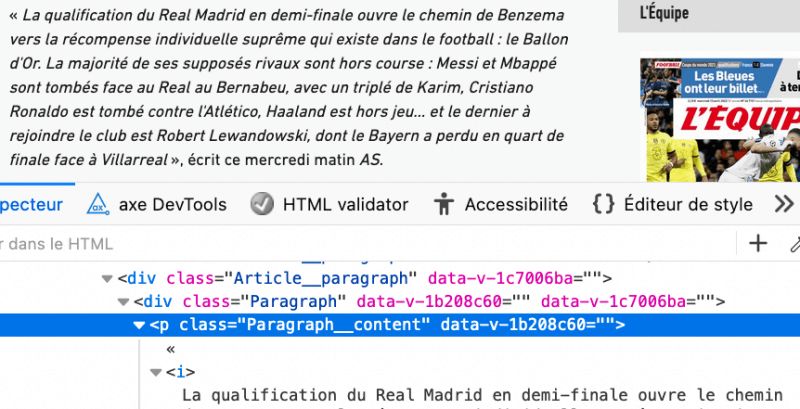 « La qualification du Real Madrid en demi-finale ouvre le chemin de Benzema
vers la récompense individuelle suprême qui existe dans le football : le Ballon
d'Or. La majorité de ses supposés rivaux sont hors course : Messi et Mbappé
sont tombés face au Real au Bernabeu, avec un triplé de Karim, Cristiano
Ronaldo est tombé contre l'Atlético, Haaland est hors jeu... et le dernier à
rejoindre le club est Robert Lewandowski, dont le Bayern a perdu en quart de
finale face à Villarreal », écrit ce mercredi matin AS.
L'Équipe
Les Bleues
ont leur billet...
L'ÉQUIP
pecteur
axe DevTools
HTML validator
Accessibilité
{} Éditeur de style
r dans le HTML
<div class="Article__paragraph" data-v-1c7006ba="">
<div class="Paragraph" data-v-1b208c60="" data-v-1c7006ba="">
<p class="Paragraph__content" data-v-1b208c60="">
«
<i>
La qualification du Real Madrid en demi-finale ouvre le chemin